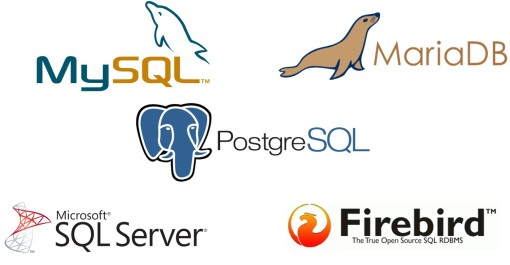 MySQL™
MariaDB
PostgreSQL
Microsoft®
SQL Server®
Firebird™
The True Open Source SQL RDBMS